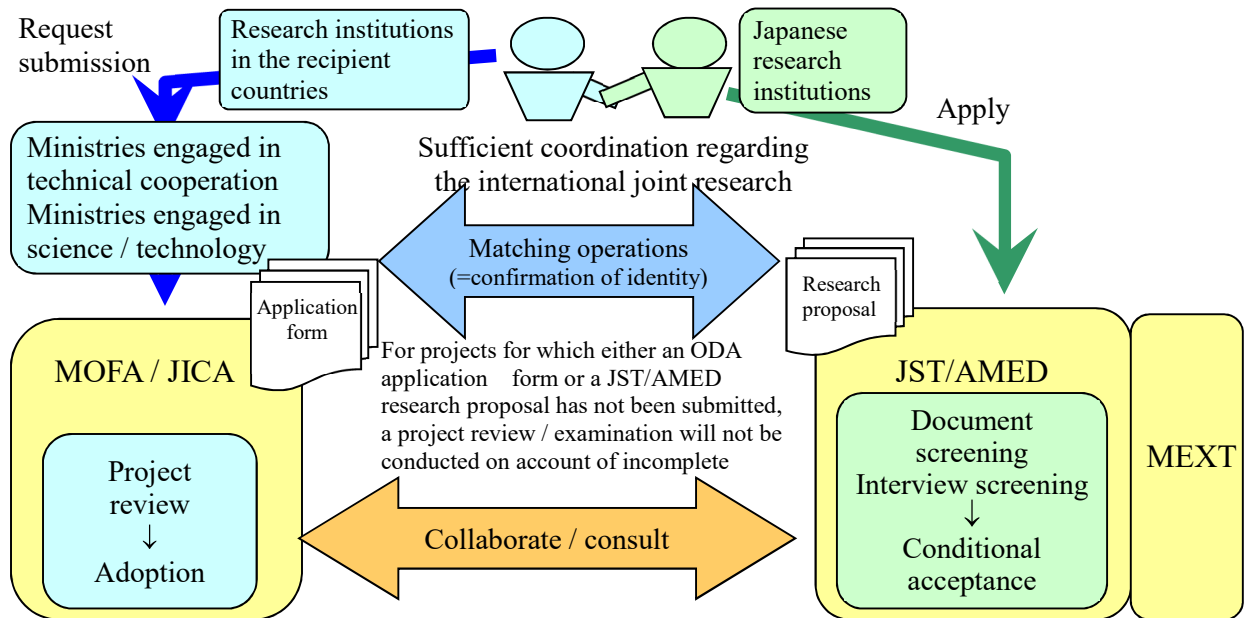 Request
submission
Research institutions
in the recipient
countries
Japanese
research
institutions
Apply
Ministries engaged in
technical cooperation
Ministries engaged in
science / technology
Sufficient coordination regarding
the international joint research
Matching operations
(=confirmation of identity)
Application
form
Research
proposal
For projects for which either an ODA
application form or a JST/AMED
research proposal has not been submitted,
a project review / examination will not be
conducted on account of incomplete
MOFA / JICA
Project
review
↓
Adoption
Collaborate / consult
JST/AMED
Document
screening
Interview screening
↓
Conditional
acceptance
MEXT